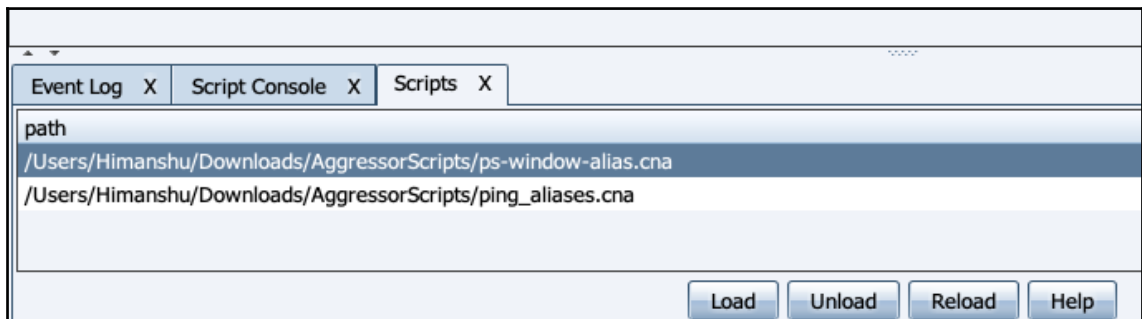 Event Log X Script Console X Scripts X
path
/Users/Himanshu/Downloads/AggressorScripts/ps-window-alias.cna
/Users/Himanshu/Downloads/AggressorScripts/ping_aliases.cna
Load Unload Reload Help